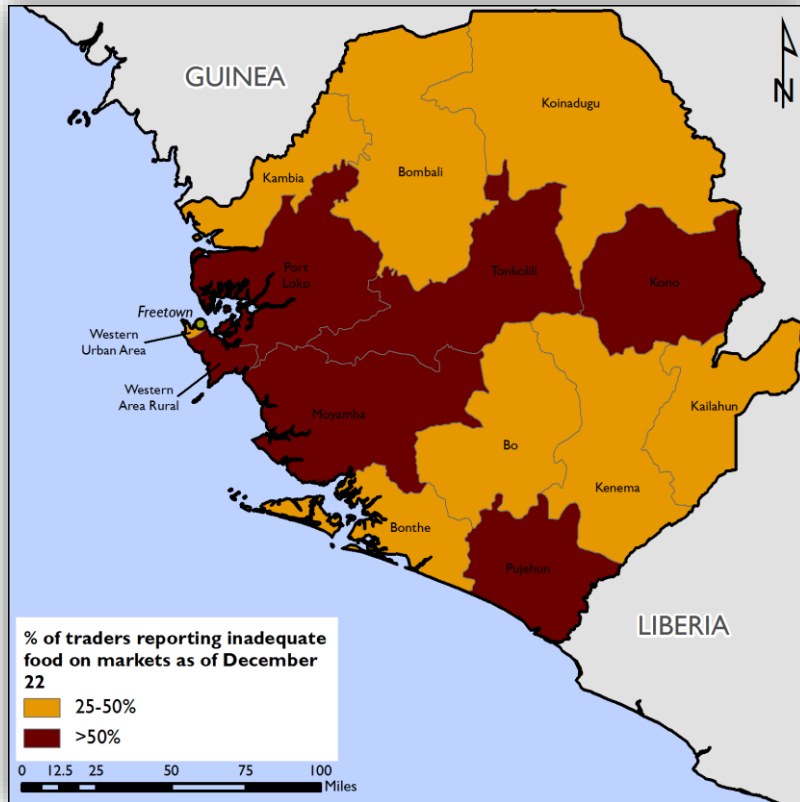 GUINEA
N
Koinadugu
Bombali
Kambia
Port
Loko
Tonkolili
Kono
Freetown
Western
Urban Area
Western
Area Rural
Moyamba
Kailahun
Bo
Kenema
Bonthe
Pujehun
LIBERIA
% of traders reporting inadequate
food on markets as of December
22
25-50%
>50%
0 12.5 25 50 75 100
Miles